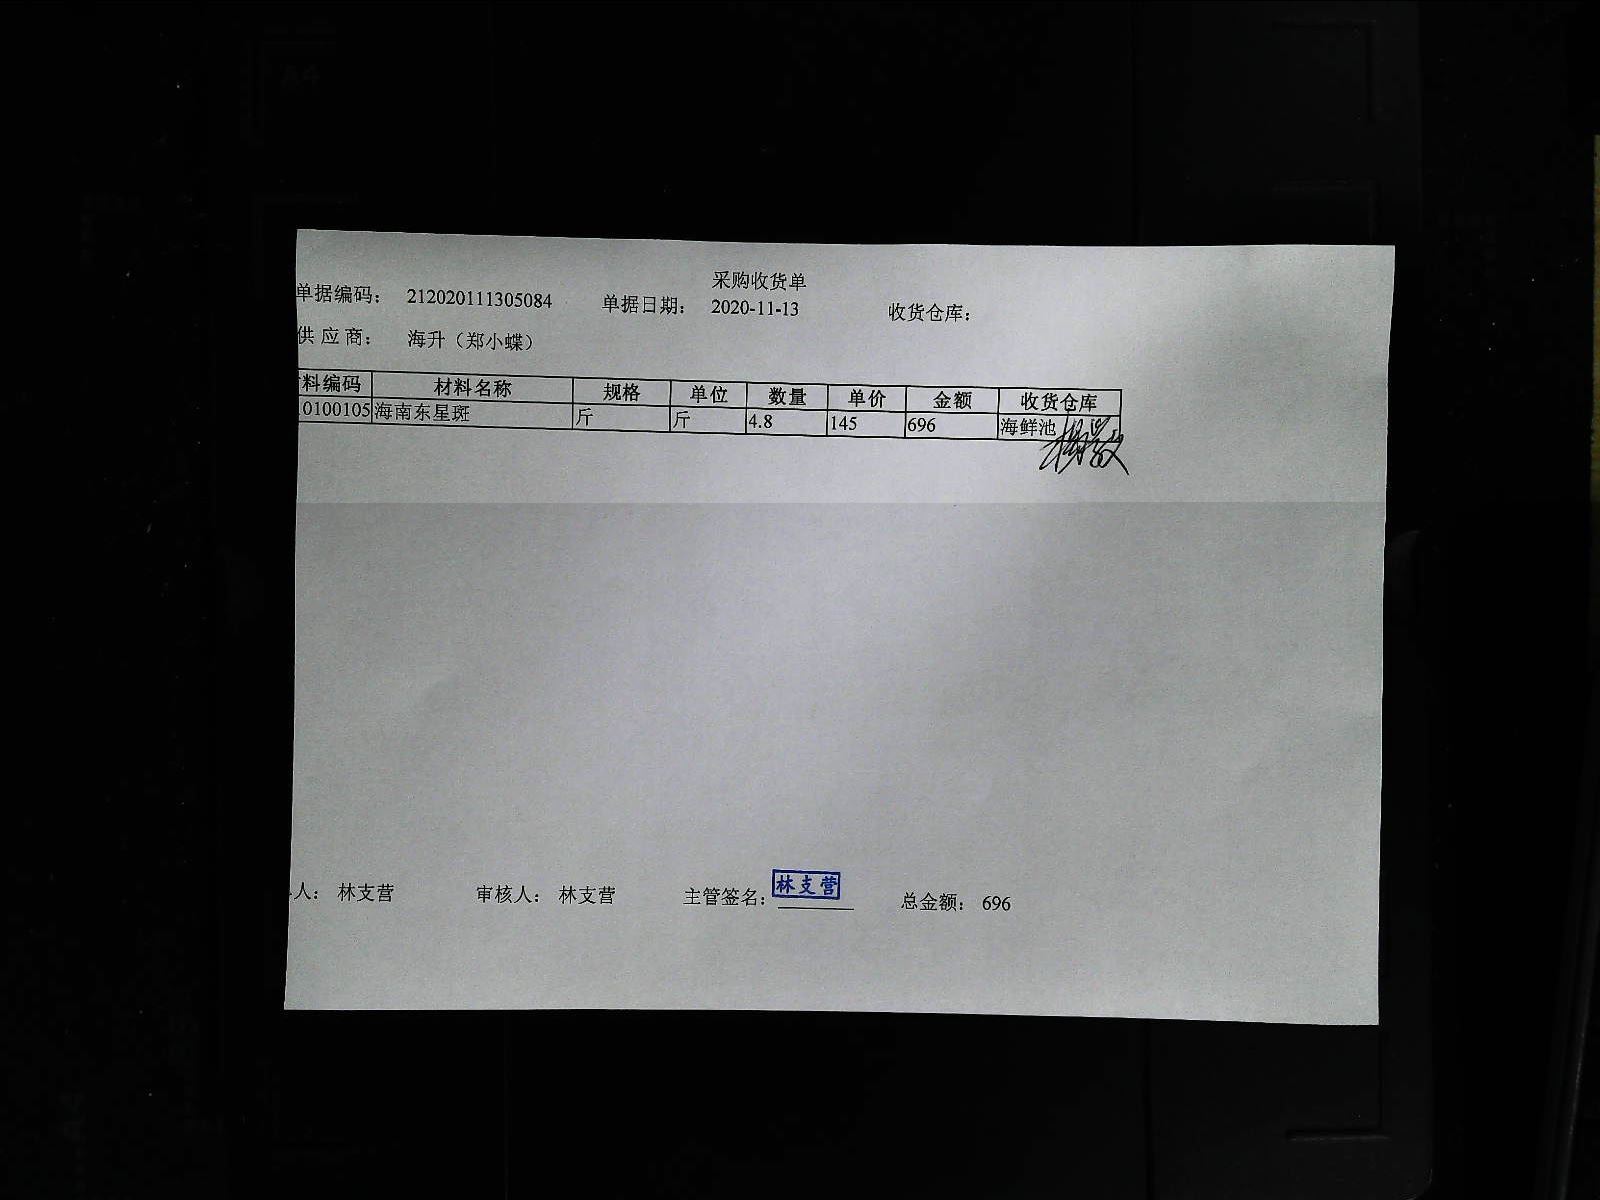 采购收货单
单据编码： 212020111305084 单据日期： 2020-11-13 收货仓库：
供 应 商： 海升（郑小蝶）
料编码 材料名称 规格 单位 数量 单价 金额 收货仓库
0100105 海南东星斑 斤 斤 4.8 145 696 海鲜池
人： 林支营 审核人： 林支营 主管签名： 林支营 总金额： 696